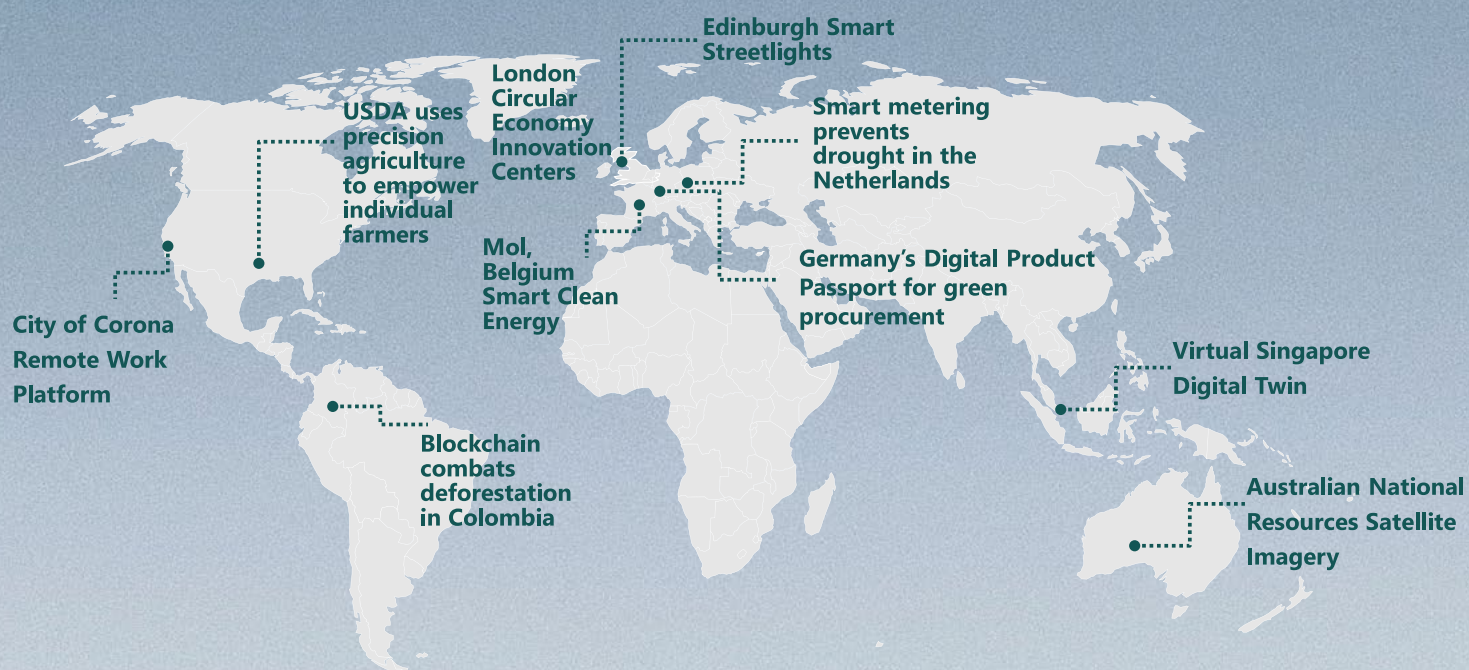 Edinburgh Smart
Streetlights
London
Circular
Economy
Innovation
Centers
USDA uses
precision
agriculture
to empower
individual
farmers
Smart metering
prevents
drought in the
Netherlands
Mol,
Belgium
Smart Clean
Energy
Germany’s Digital Product
Passport for green
procurement
City of Corona
Remote Work
Platform
Virtual Singapore
Digital Twin
Blockchain
combats
deforestation
in Colombia
Australian National
Resources Satellite
Imagery